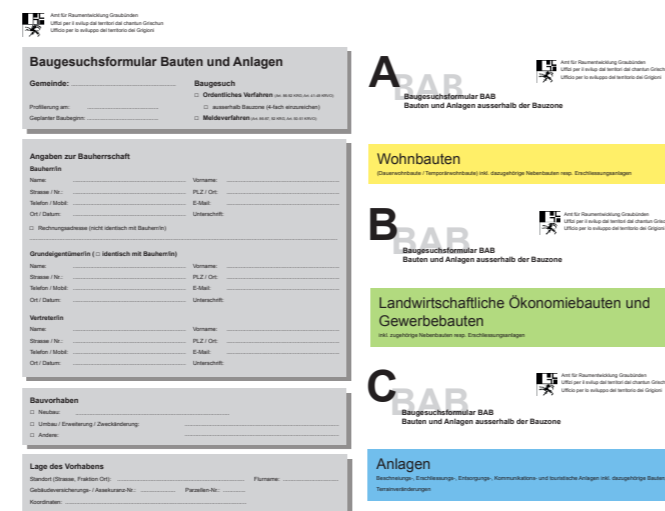 Amt für Raumentwicklung Graubünden
Uffizi per il svilup dal territori dal chantun Grischun
Ufficio per lo sviluppo del territorio dei Grigioni
Baugesuchsformular Bauten und Anlagen
Gemeinde:
Baugesuch
Ordentliches Verfahren
Profilierung am:
ausserhalb Bauzone (4-fach einzureichen)
Geplanter Baubeginn:
Meldeverfahren
Angaben zur Bauherrschaft
Bauherr/in
Name: Vorname:
Strasse / Nr.: PLZ / Ort:
Telefon / Mobil: E-Mail:
Ort / Datum: Unterschrift:
Rechnungsadresse (nicht identisch mit Bauherr/in)
Grundeigentümer/in ( □ identisch mit Bauherr/in)
Name: Vorname:
Strasse / Nr.: PLZ / Ort:
Telefon / Mobil: E-Mail:
Ort / Datum: Unterschrift:
Vertreter/in
Name: Vorname:
Strasse / Nr.: PLZ / Ort:
Telefon / Mobil: E-Mail:
Ort / Datum: Unterschrift:
Bauvorhaben
Neubau:
Umbau / Erweiterung / Zweckänderung:
Andere:
Lage des Vorhabens
Standort (Strasse, Fraktion Ort): Flurname:
Gebäudeversicherungs- / Assekuranz-Nr.: Parzellen-Nr.:
Koordinaten:
A BAB
Amt für Raumentwicklung Graubünden
Uffizi per il svilup dal territori dal chantun
Ufficio per lo sviluppo del territorio dei Grigioni
Baugesuchsformular BAB
Bauten und Anlagen ausserhalb der Bauzone
Wohnbauten
(Dauerwohnbaute / Temporärwohnbaute) inkl. dazugehörige Nebenbauten resp. Erschliessungsanlagen
B BAB
Amt für Raumentwicklung Graubünden
Uffizi per il svilup dal territori dal chantun
Ufficio per lo sviluppo del territorio dei Grigioni
Baugesuchsformular BAB
Bauten und Anlagen ausserhalb der Bauzone
Landwirtschaftliche Ökonomiebauten und
Gewerbebauten
inkl. zugehörige Nebenbauten resp. Erschliessungsanlagen
C BAB
Amt für Raumentwicklung Graubünden
Uffizi per il svilup dal territori dal chantun
Ufficio per lo sviluppo del territorio dei Grigioni
Baugesuchsformular BAB
Bauten und Anlagen ausserhalb der Bauzone
Anlagen
Beschneiungs-, Erschliessungs-, Entsorgungs-, Kommunikations- und touristische Anlagen inkl. dazugehörige Bauten
Terrainveränderungen